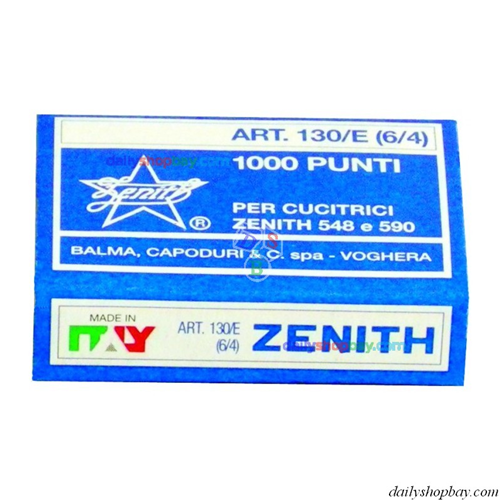 ART. 130/E (6/4)
dailyshopbay.com
1000 PUNTI
Zenith
®
PER CUCITRICI
ZENITH 548 e 590
BALMA, CAPODURI & C. spa - VOGHERA
MADE IN
ITALY
ART. 130/E
(6/4)
ZENITH
dailyshopbay.com
dailyshopbay.com